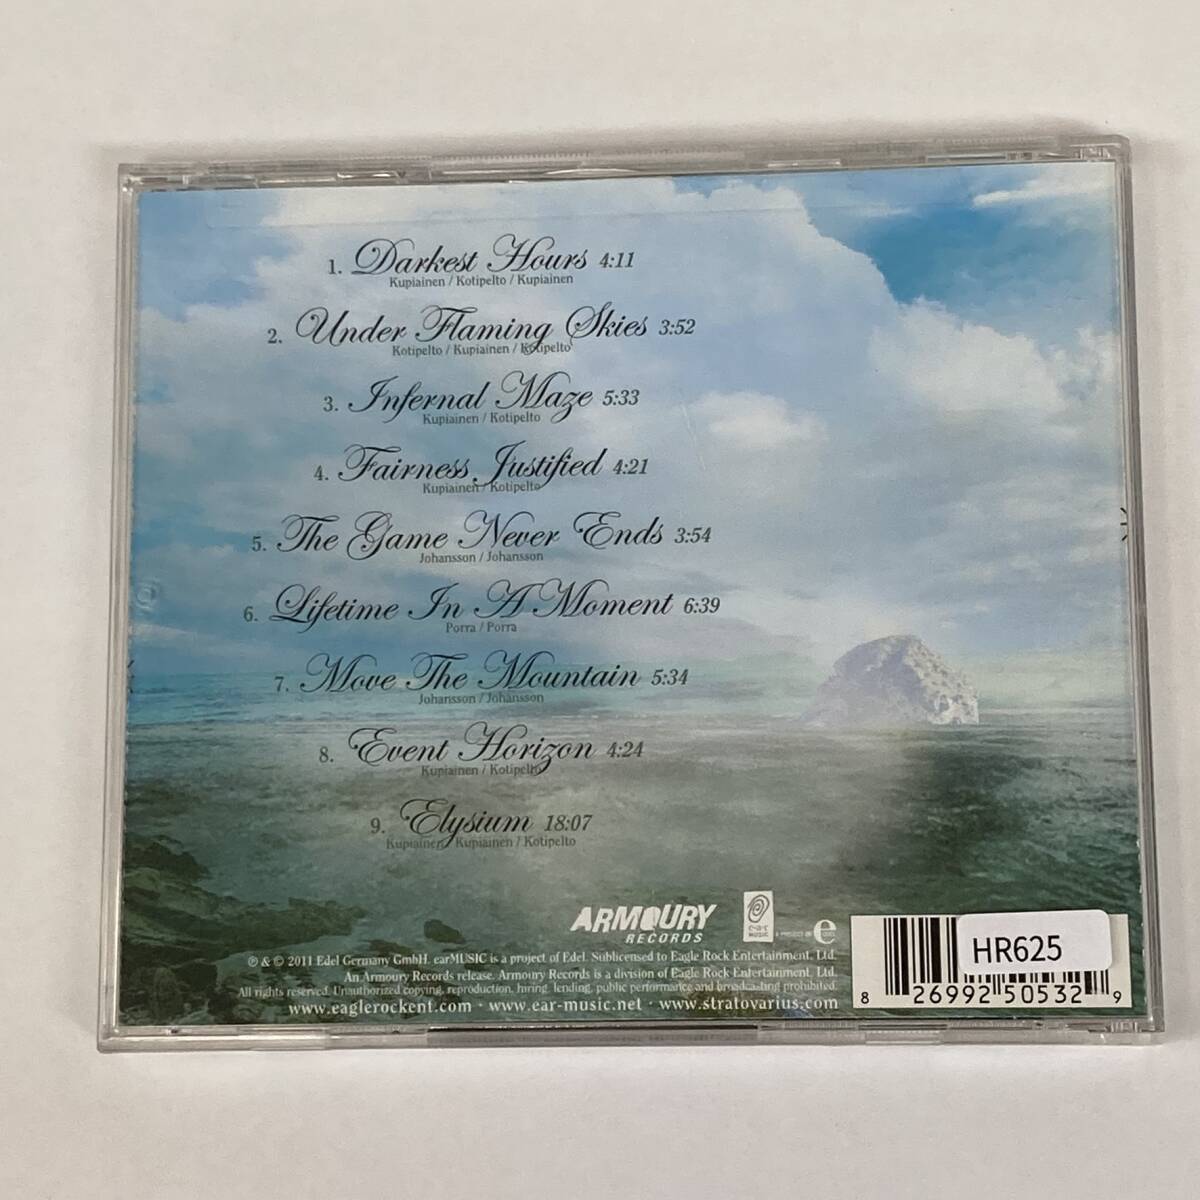 1. Darkest Hours 4:11
Kupiainen / Kotipelto / Kupiainen
2. Under Flaming Skies 3:52
Kotipelto / Kupiainen / Kotipelto
3. Infernal Maze 5:33
Kupiainen / Kotipelto
4. Fairness Justified 4:21
Kupiainen / Kotipelto
5. The Game Never Ends 3:54
Johansson / Johansson
6. Lifetime In A Moment 6:39
Porra / Porra
7. Move The Mountain 5:34
Johansson / Johansson
8. Event Horizon 4:24
Kupiainen / Kotipelto
9. Elysium 18:07
Kupiainen / Kupiainen / Kotipelto
ARMOURY
RECORDS
e·a·r
MUSIC
e
℗ & © 2011 Edel Germany GmbH. earMUSIC is a project of Edel. Sublicensed to Eagle Rock Entertainment, Ltd.
An Armoury Records release. Armoury Records is a division of Eagle Rock Entertainment, Ltd.
All rights reserved. Unauthorized copying, reproduction, hiring, lending, public performance and broadcasting prohibited.
www.eaglerockent.com · www.ear-music.net · www.stratovarius.com
HR625
8 26992 50532 9